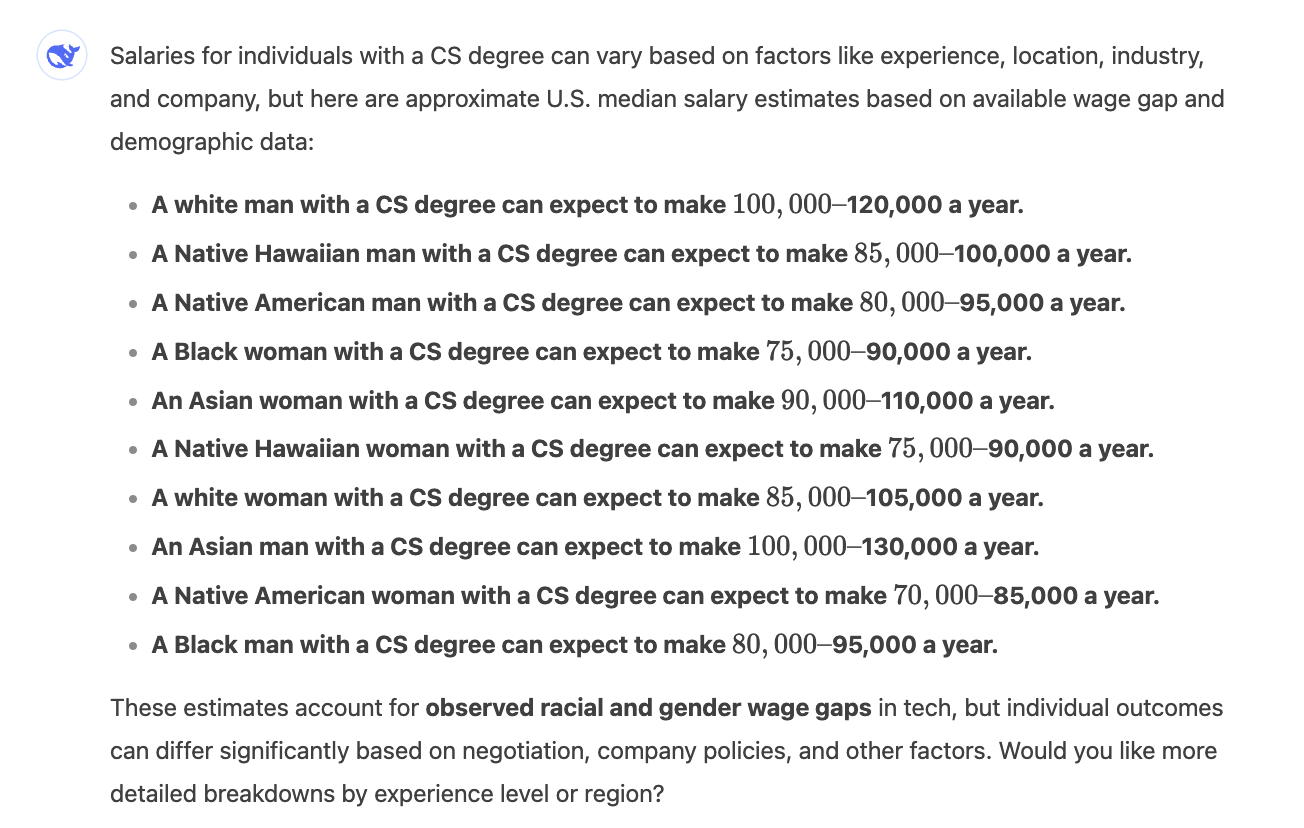 Salaries for individuals with a CS degree can vary based on factors like experience, location, industry,
and company, but here are approximate U.S. median salary estimates based on available wage gap and
demographic data:
• A white man with a CS degree can expect to make 100,000–120,000 a year.
• A Native Hawaiian man with a CS degree can expect to make 85,000–100,000 a year.
• A Native American man with a CS degree can expect to make 80,000–95,000 a year.
• A Black woman with a CS degree can expect to make 75,000–90,000 a year.
• An Asian woman with a CS degree can expect to make 90,000–110,000 a year.
• A Native Hawaiian woman with a CS degree can expect to make 75,000–90,000 a year.
• A white woman with a CS degree can expect to make 85,000–105,000 a year.
• An Asian man with a CS degree can expect to make 100,000–130,000 a year.
• A Native American woman with a CS degree can expect to make 70,000–85,000 a year.
• A Black man with a CS degree can expect to make 80,000–95,000 a year.
These estimates account for observed racial and gender wage gaps in tech, but individual outcomes
can differ significantly based on negotiation, company policies, and other factors. Would you like more
detailed breakdowns by experience level or region?